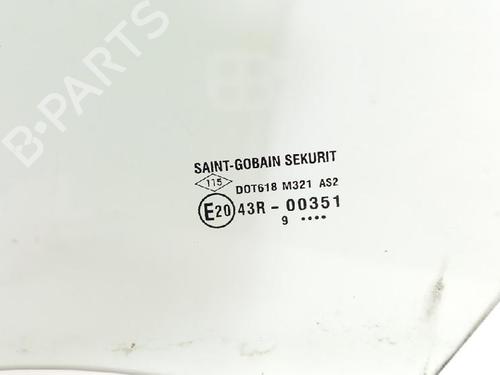 B-PARTS
SAINT-GOBAIN SEKURIT
115 DOT618 M321 AS2
E20 43R-00351
9 ••••